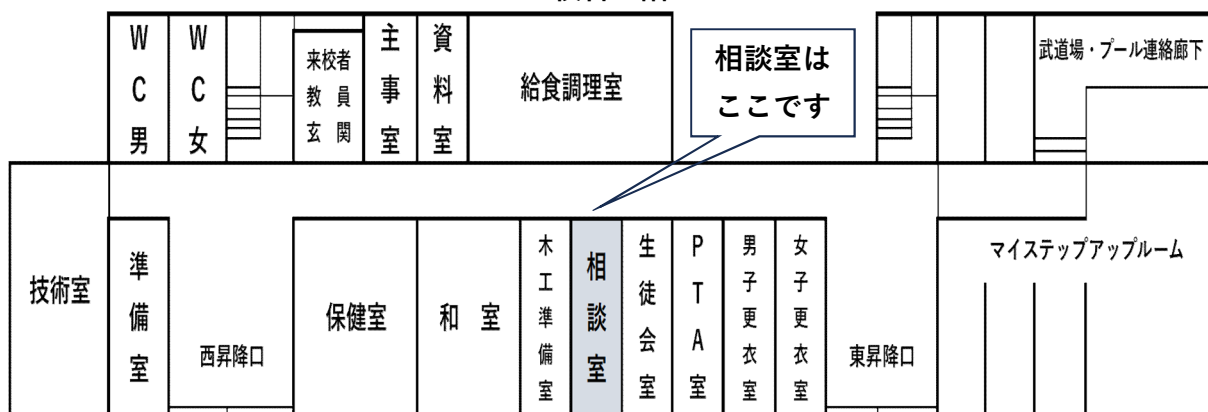 WC男
WC女
来校者
教員
玄関
主事室
資料室
給食調理室
相談室は
ここです
武道場・プール連絡廊下
技術室
準備室
西昇降口
保健室
和室
木工準備室
相談室
生徒会室
PTA室
男子更衣室
女子更衣室
東昇降口
マイステップアップルーム